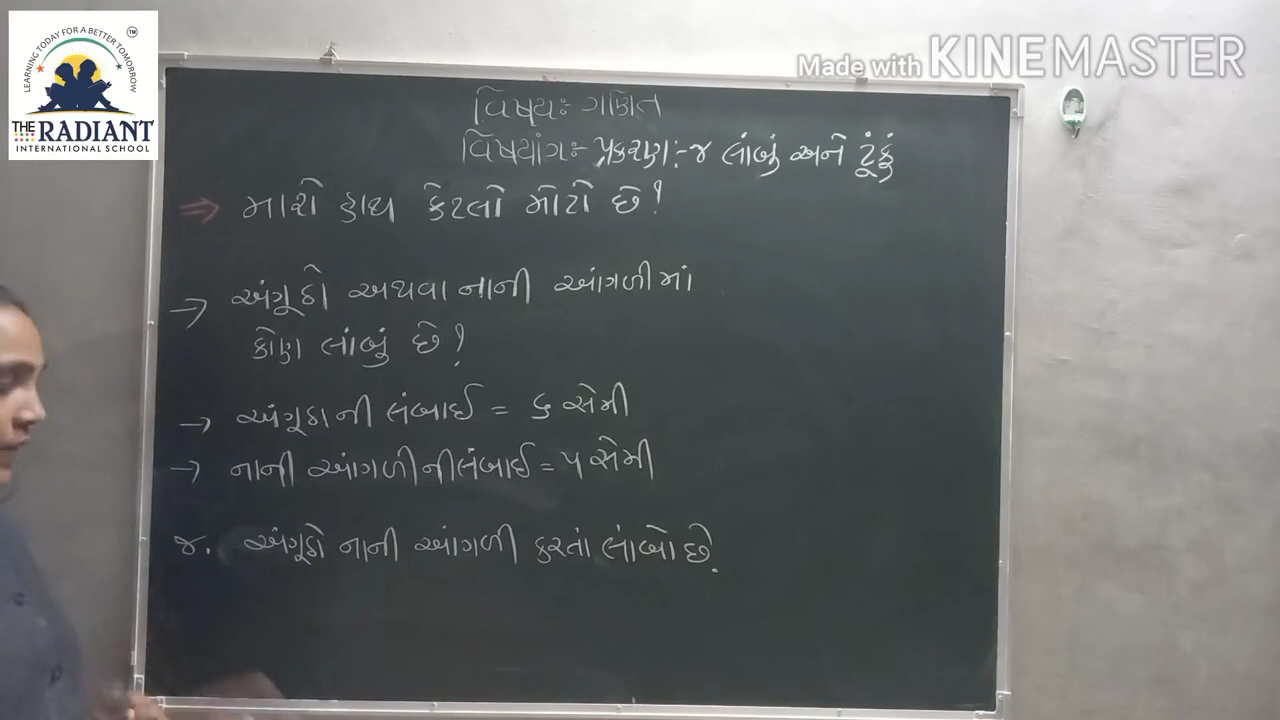 LEARNING TODAY FOR A BETTER TOMORROW
TM
THE RADIANT
INTERNATIONAL SCHOOL
Made with KINEMASTER
વિષયઃ- ગણિત
વિષયાંગઃ- પ્રકરણઃ-૪ લાંબું અને ટૂંકું
⇒ મારો હાથ કેટલો મોટો છે!
→ અંગૂઠો અથવા નાની આંગળીમાં
કોણ લાંબું છે!
→ અંગૂઠાની લંબાઈ = ૬ સેમી
→ નાની આંગળીની લંબાઈ = ૫ સેમી
જ. અંગૂઠો નાની આંગળી કરતાં લાંબો છે.